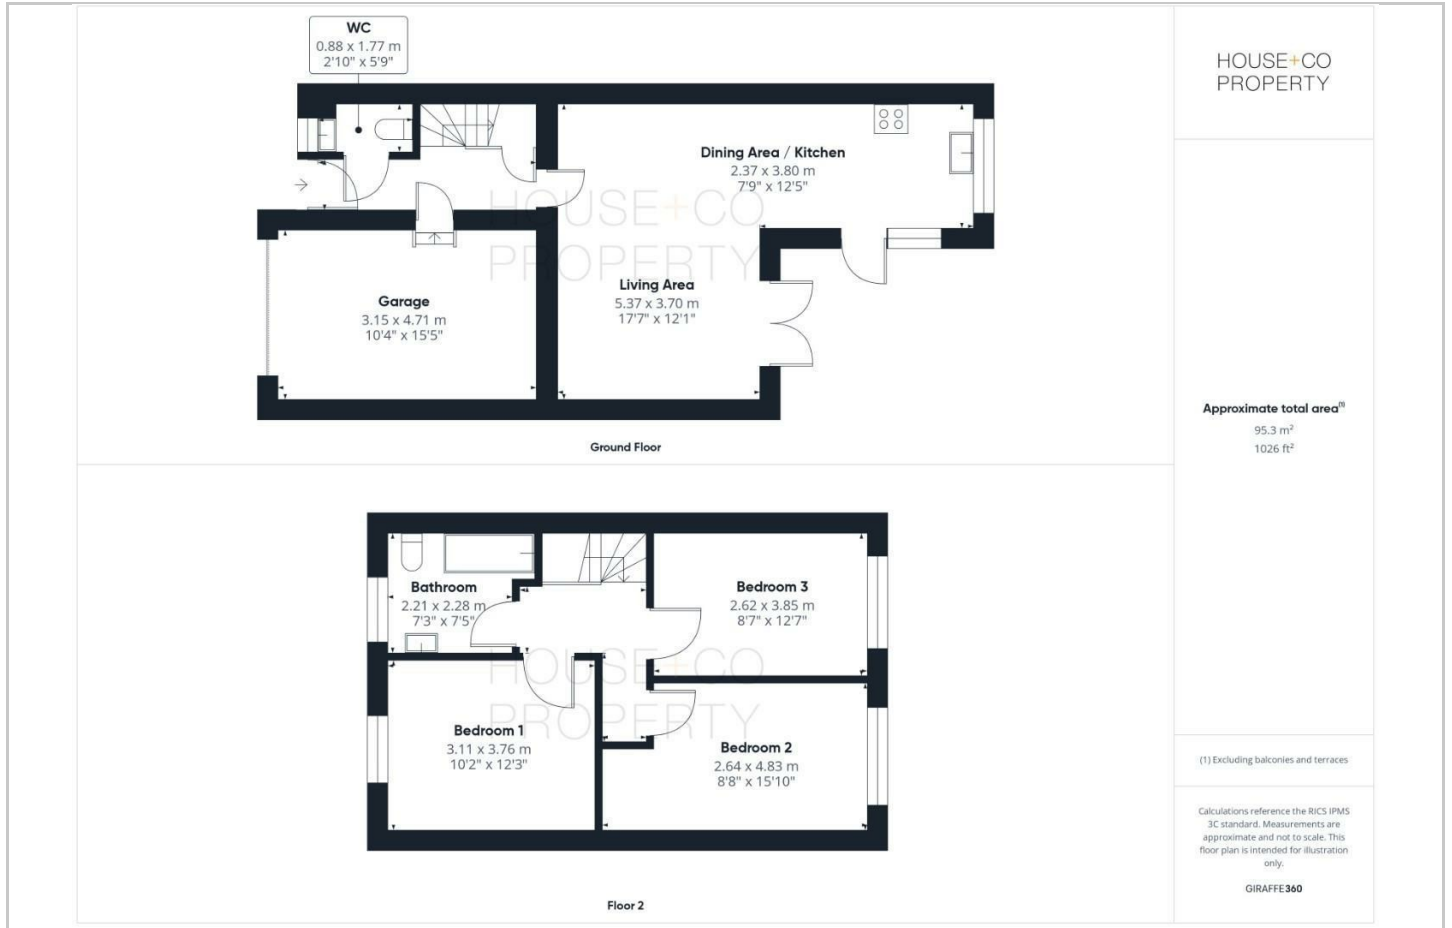 WC
0.88 x 1.77 m
2'10" x 5'9"
Dining Area / Kitchen
2.37 x 3.80 m
7'9" x 12'5"
HOUSE+CO
PROPERTY
Living Area
5.37 x 3.70 m
17'7" x 12'1"
Garage
3.15 x 4.71 m
10'4" x 15'5"
Ground Floor
Bathroom
2.21 x 2.28 m
7'3" x 7'5"
Bedroom 3
2.62 x 3.85 m
8'7" x 12'7"
HOUSE+CO
PROPERTY
Bedroom 1
3.11 x 3.76 m
10'2" x 12'3"
Bedroom 2
2.64 x 4.83 m
8'8" x 15'10"
Floor 2
HOUSE+CO
PROPERTY
Approximate total area(1)
95.3 m²
1026 ft²
(1) Excluding balconies and terraces
Calculations reference the RICS IPMS
3C standard. Measurements are
approximate and not to scale. This
floor plan is intended for illustration
only.
GIRAFFE360